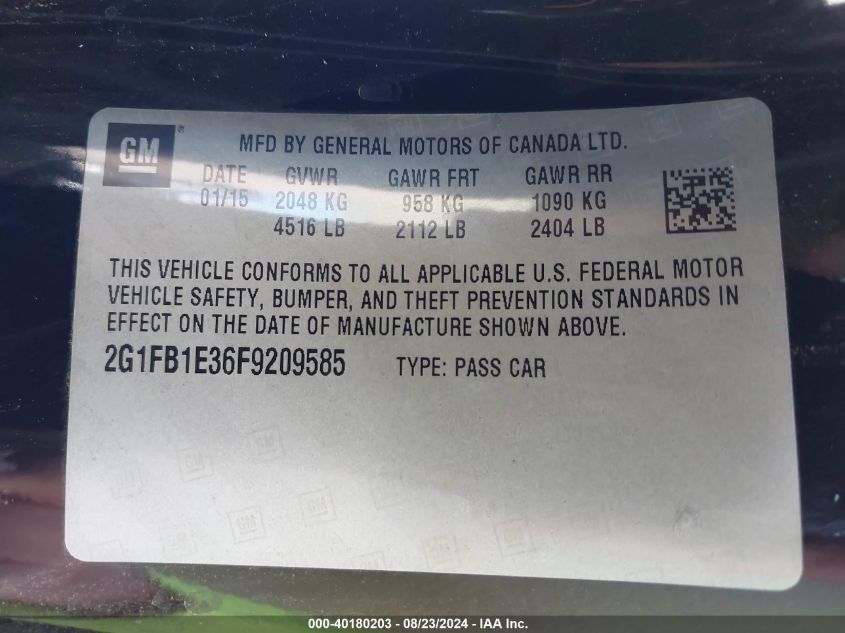 GM
MFD BY GENERAL MOTORS OF CANADA LTD.
DATE GVWR GAWR FRT GAWR RR
01/15 2048 KG 958 KG 1090 KG
4516 LB 2112 LB 2404 LB
THIS VEHICLE CONFORMS TO ALL APPLICABLE U.S. FEDERAL MOTOR
VEHICLE SAFETY, BUMPER, AND THEFT PREVENTION STANDARDS IN
EFFECT ON THE DATE OF MANUFACTURE SHOWN ABOVE.
2G1FB1E36F9209585 TYPE: PASS CAR
000-40180203 - 08/23/2024 - IAA Inc.